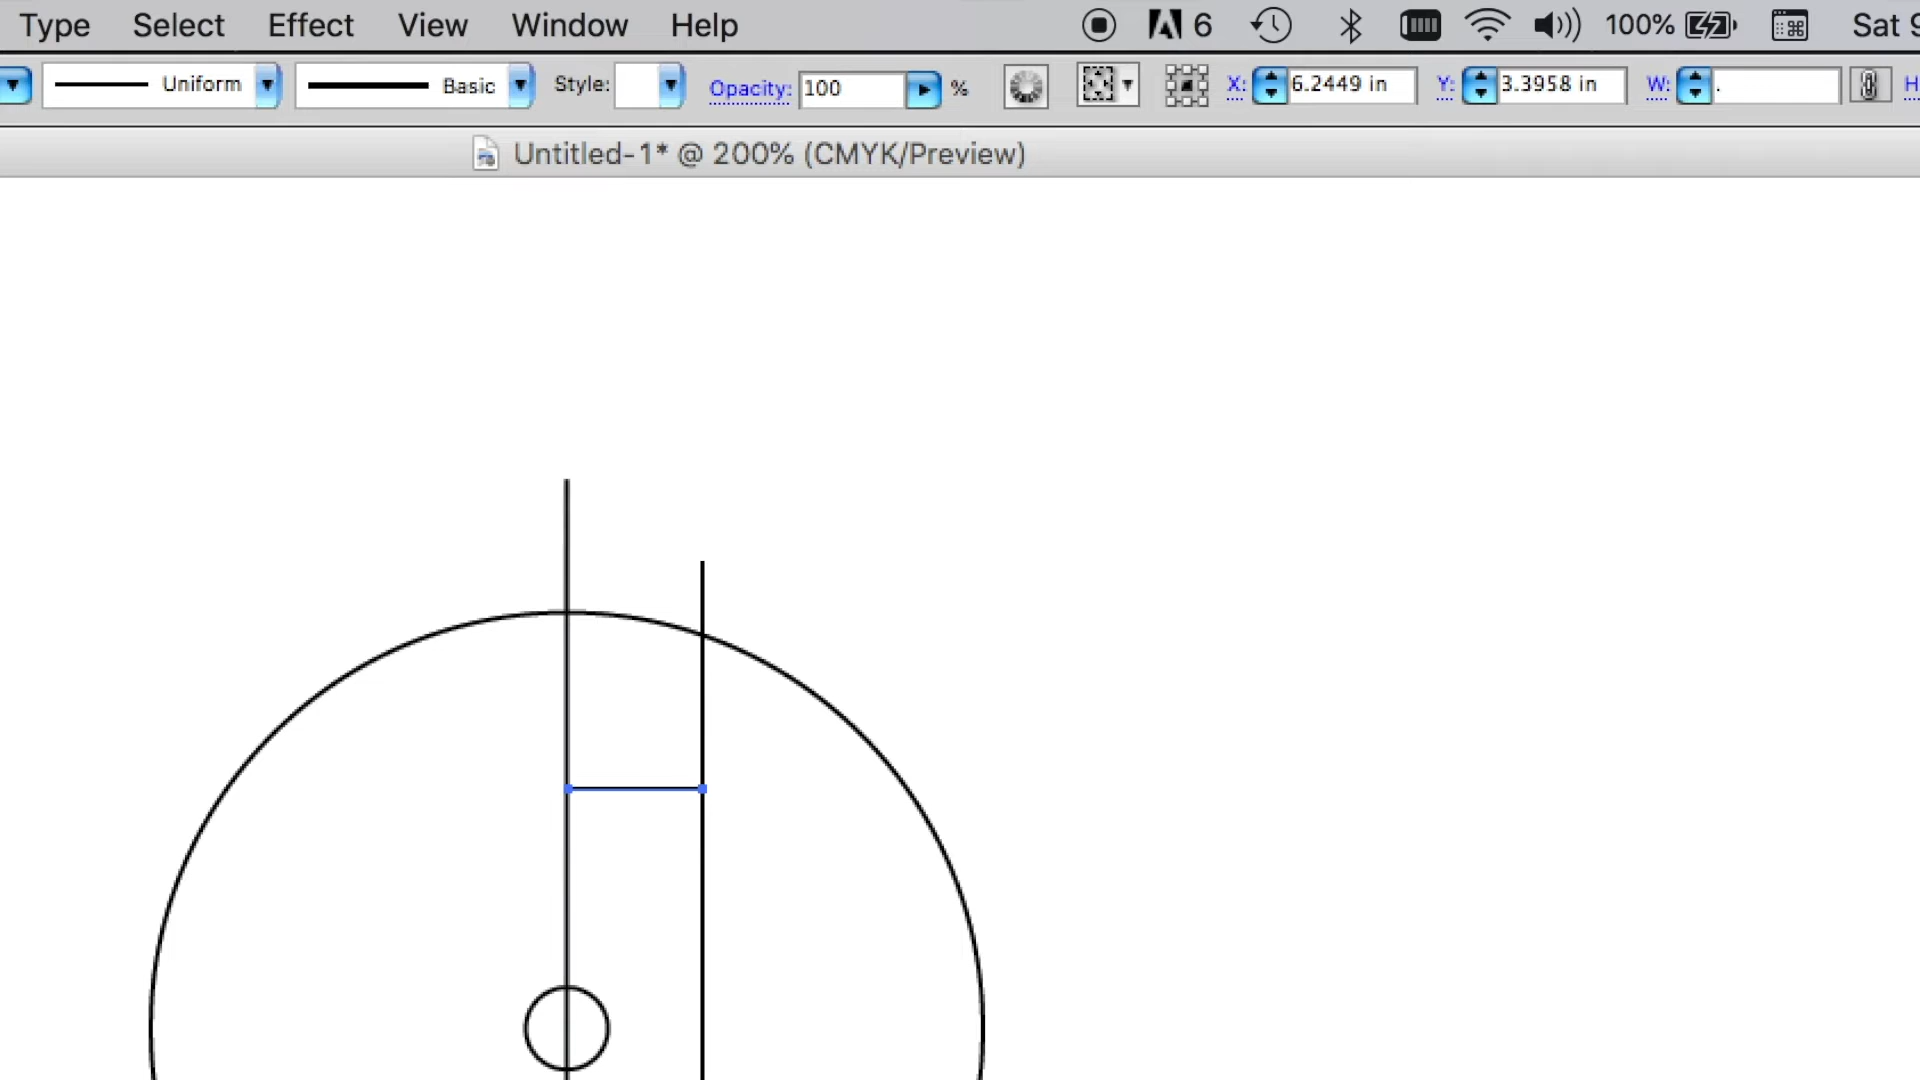 Type Select Effect View Window Help 6 100% Sat 9
Uniform Basic Style: Opacity: 100 % X: 6.2449 in Y: 3.3958 in W: . H
Untitled-1* @ 200% (CMYK/Preview)